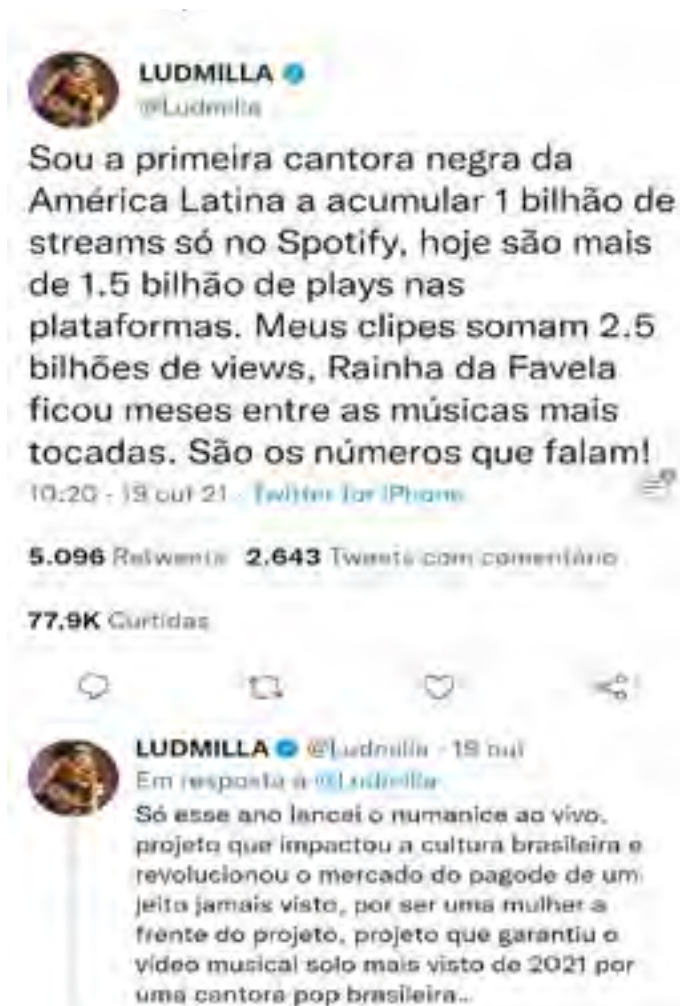 LUDMILLA
@Ludmilla
Sou a primeira cantora negra da
América Latina a acumular 1 bilhão de
streams só no Spotify, hoje são mais
de 1.5 bilhão de plays nas
plataformas. Meus clipes somam 2.5
bilhões de views, Rainha da Favela
ficou meses entre as músicas mais
tocadas. São os números que falam!
10:20 · 19 out 21 · Twitter for iPhone
5.096 Retweets 2.643 Tweets com comentário
77.9K Curtidas
LUDMILLA @Ludmilla · 19 out
Em resposta a @Ludmilla
Só esse ano lancei o numanice ao vivo,
projeto que impactou a cultura brasileira e
revolucionou o mercado do pagode de um
jeito jamais visto, por ser uma mulher a
frente do projeto, projeto que garantiu o
vídeo musical solo mais visto de 2021 por
uma cantora pop brasileira...